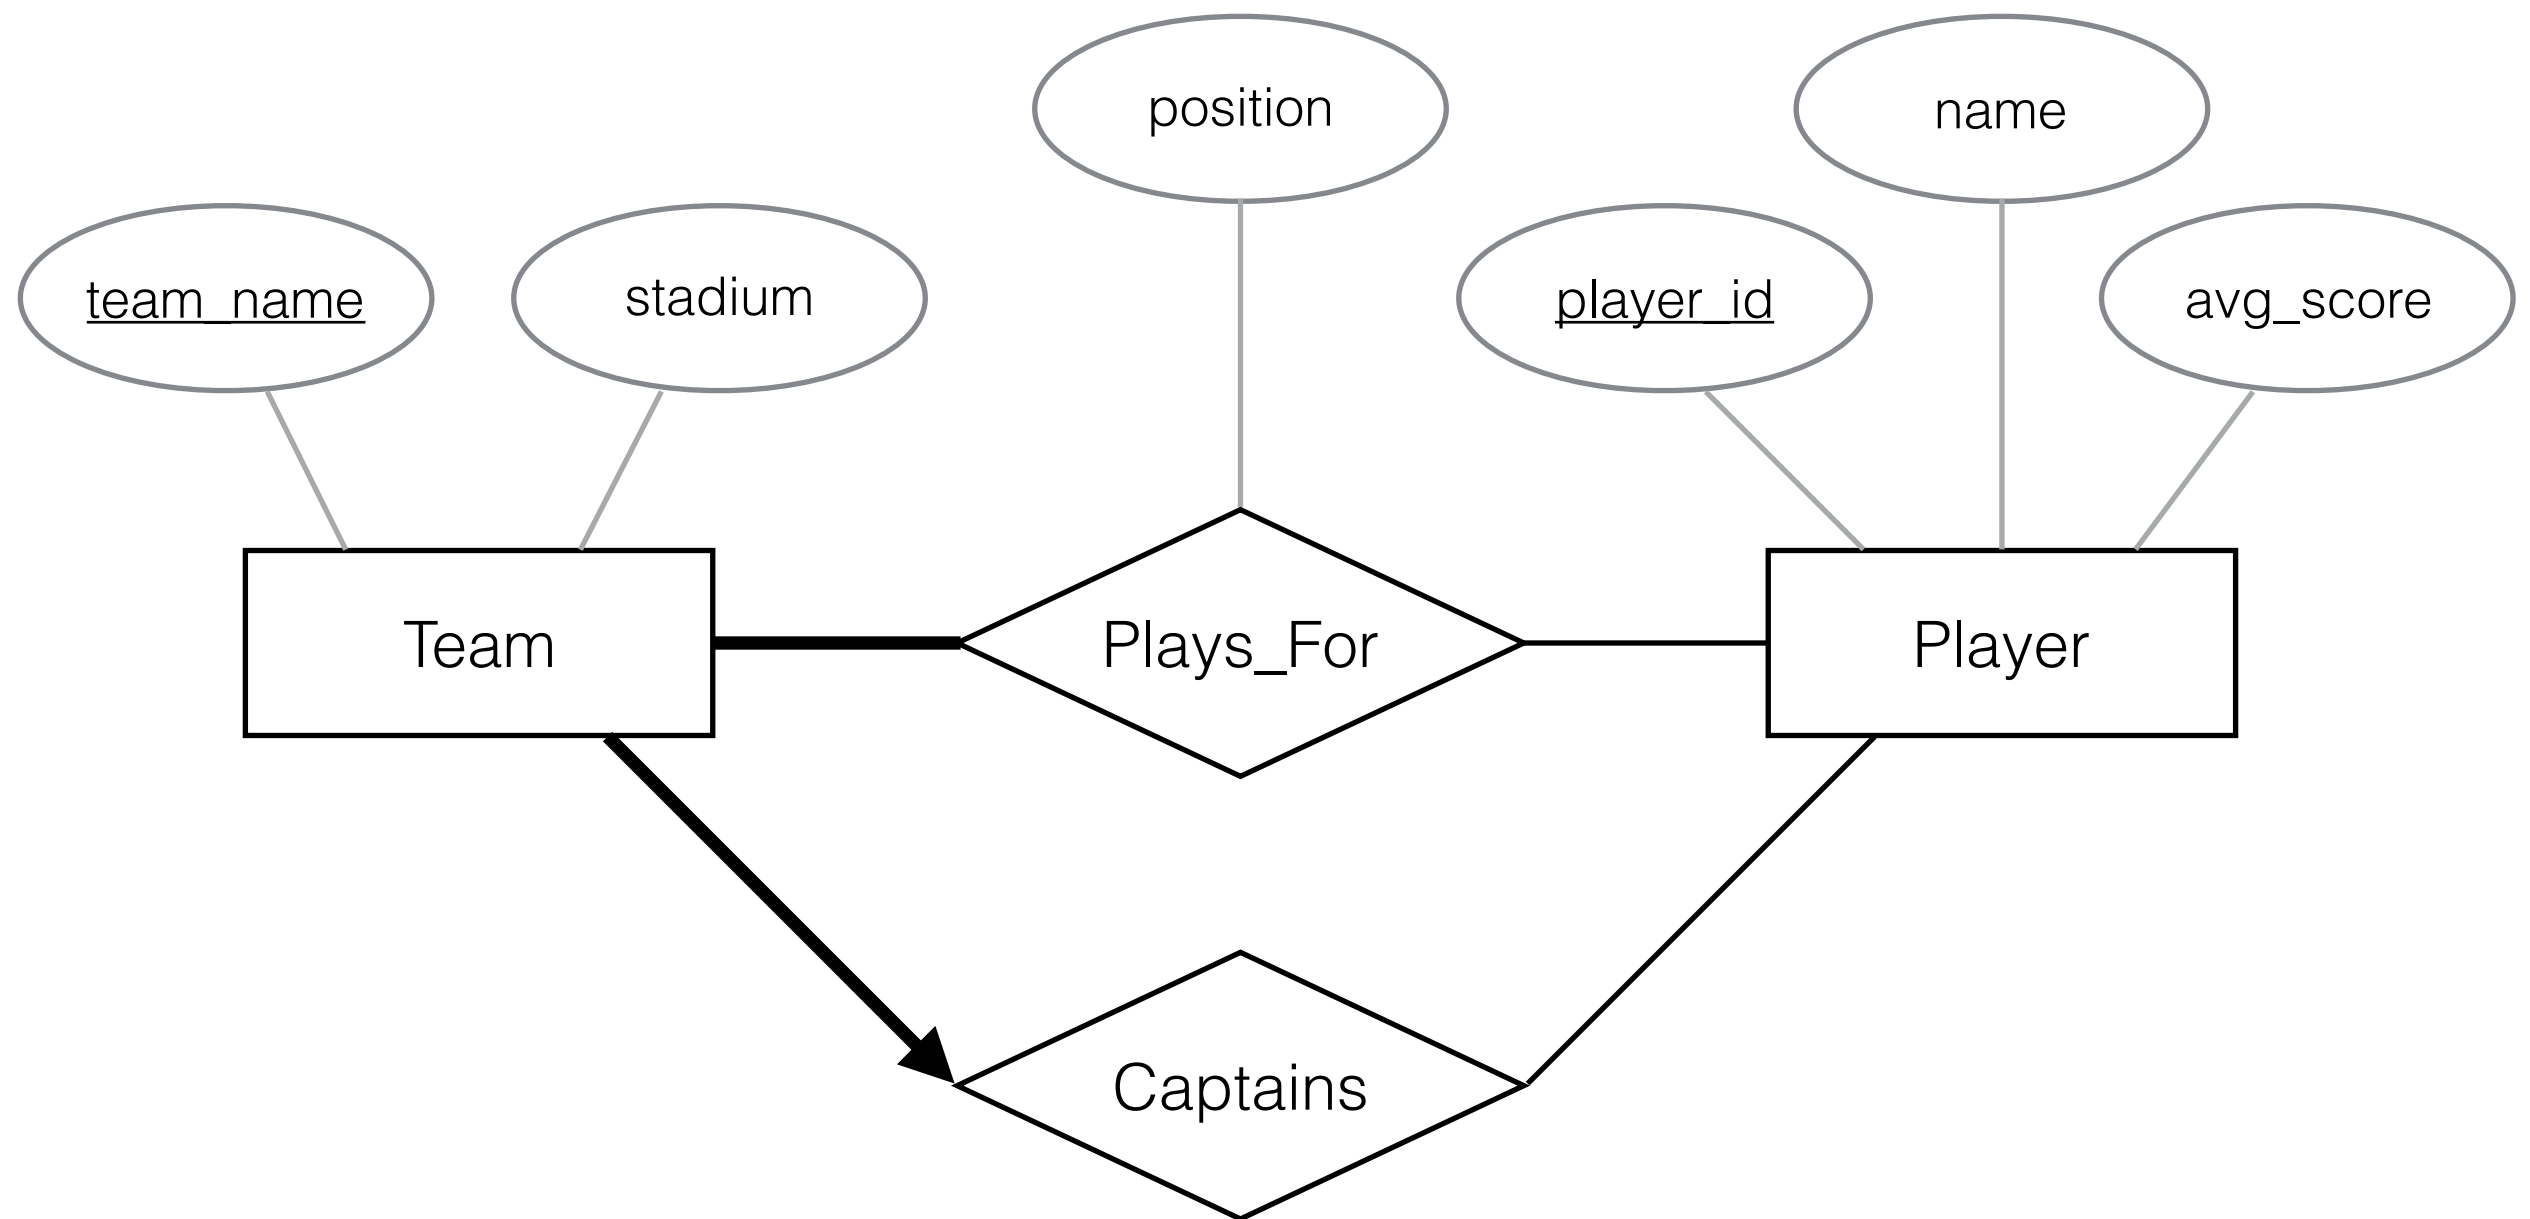 position
name
team_name
stadium
player_id
avg_score
Team
Plays_For
Player
Captains